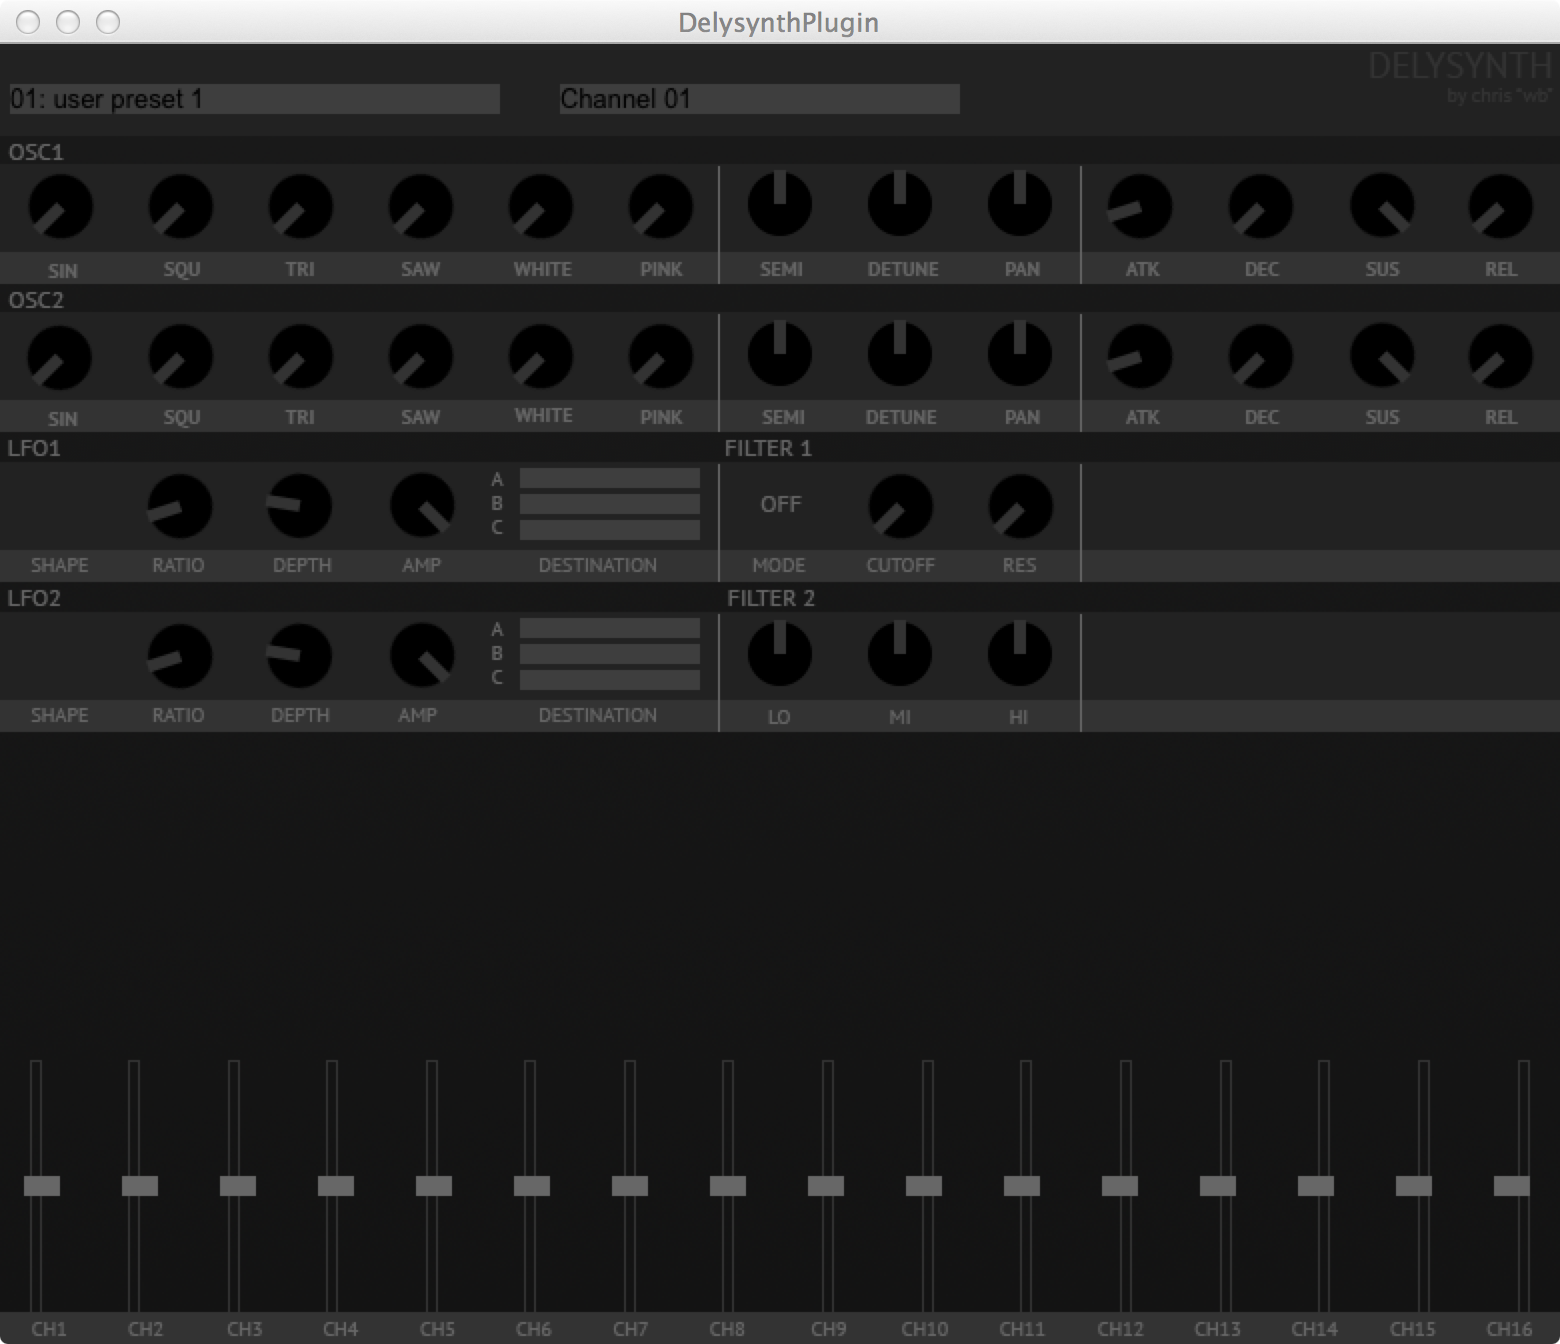 DelysynthPlugin
DELYSYNTH
by chris "wb"
01: user preset 1
Channel 01
OSC1
SIN SQU TRI SAW WHITE PINK SEMI DETUNE PAN ATK DEC SUS REL
OSC2
SIN SQU TRI SAW WHITE PINK SEMI DETUNE PAN ATK DEC SUS REL
LFO1 FILTER 1
A
B OFF
C
SHAPE RATIO DEPTH AMP DESTINATION MODE CUTOFF RES
LFO2 FILTER 2
A
B
C
SHAPE RATIO DEPTH AMP DESTINATION LO MI HI
CH1 CH2 CH3 CH4 CH5 CH6 CH7 CH8 CH9 CH10 CH11 CH12 CH13 CH14 CH15 CH16